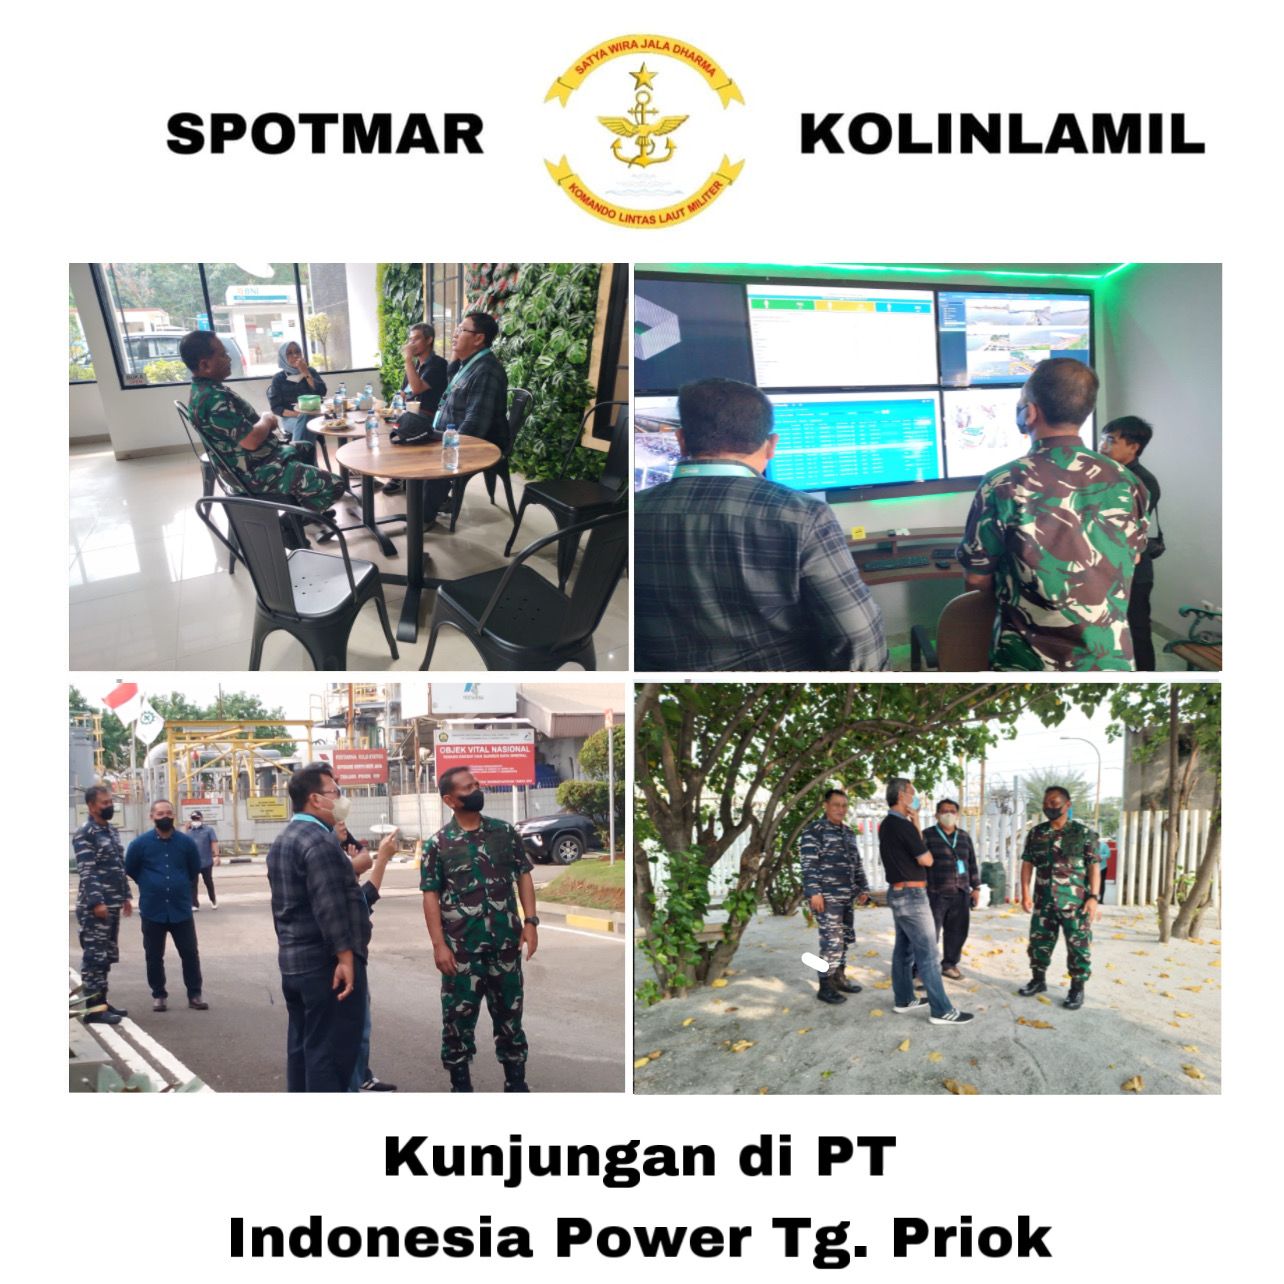 SATYA WIRA JALA DHARMA
SPOTMAR
KOLINLAMIL
KOMANDO LINTAS LAUT MILITER
BNI
OBJEK VITAL NASIONAL
Kunjungan di PT
Indonesia Power Tg. Priok